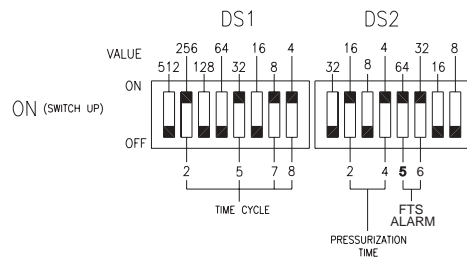 DS1 DS2
VALUE 256 64 16 4 16 4 32
512 128 32 8 32 8 64 16 8
ON
ON (SWITCH UP)
OFF
2 5 7 8 2 4 5 6
TIME CYCLE
FTS
ALARM
PRESSURIZATION
TIME